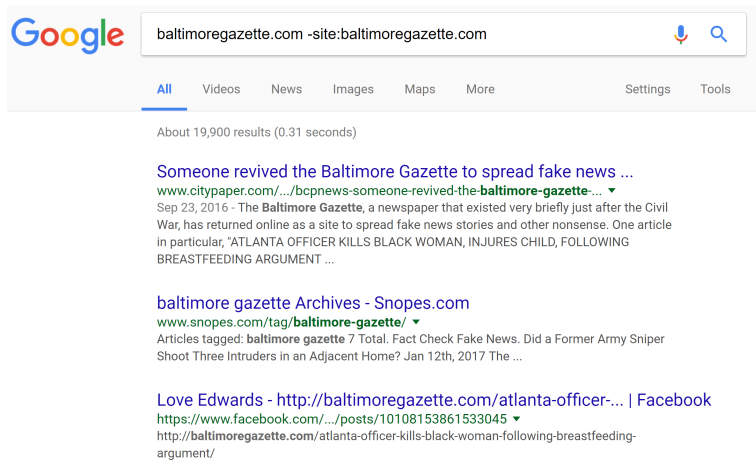 Google
baltimoregazette.com -site:baltimoregazette.com
All Videos News Images Maps More Settings Tools
About 19,900 results (0.31 seconds)
Someone revived the Baltimore Gazette to spread fake news ...
www.citypaper.com/.../bcpnews-someone-revived-the-baltimore-gazette-...
Sep 23, 2016 - The Baltimore Gazette, a newspaper that existed very briefly just after the Civil
War, has returned online as a site to spread fake news stories and other nonsense. One article
in particular, "ATLANTA OFFICER KILLS BLACK WOMAN, INJURES CHILD, FOLLOWING
BREASTFEEDING ARGUMENT ...
baltimore gazette Archives - Snopes.com
www.snopes.com/tag/baltimore-gazette/
Articles tagged: baltimore gazette 7 Total. Fact Check Fake News. Did a Former Army Sniper
Shoot Three Intruders in an Adjacent Home? Jan 12th, 2017 The ...
Love Edwards - http://baltimoregazette.com/atlanta-officer-... | Facebook
https://www.facebook.com/.../posts/10108153861533045
http://baltimoregazette.com/atlanta-officer-kills-black-woman-following-breastfeeding-
argument/